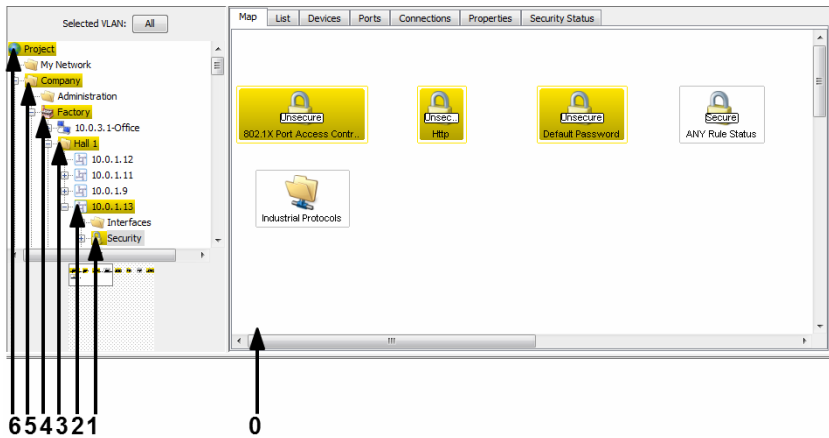 Selected VLAN: All
Project
My Network
Company
Administration
Factory
10.0.3.1-Office
Hall 1
10.0.1.12
10.0.1.11
10.0.1.9
10.0.1.13
Interfaces
Security
Map List Devices Ports Connections Properties Security Status
Unsecure
802.1X Port Access Contr..
Unsec...
Http
Unsecure
Default Password
Secure
ANY Rule Status
Industrial Protocols
6 5 4 3 2 1 0